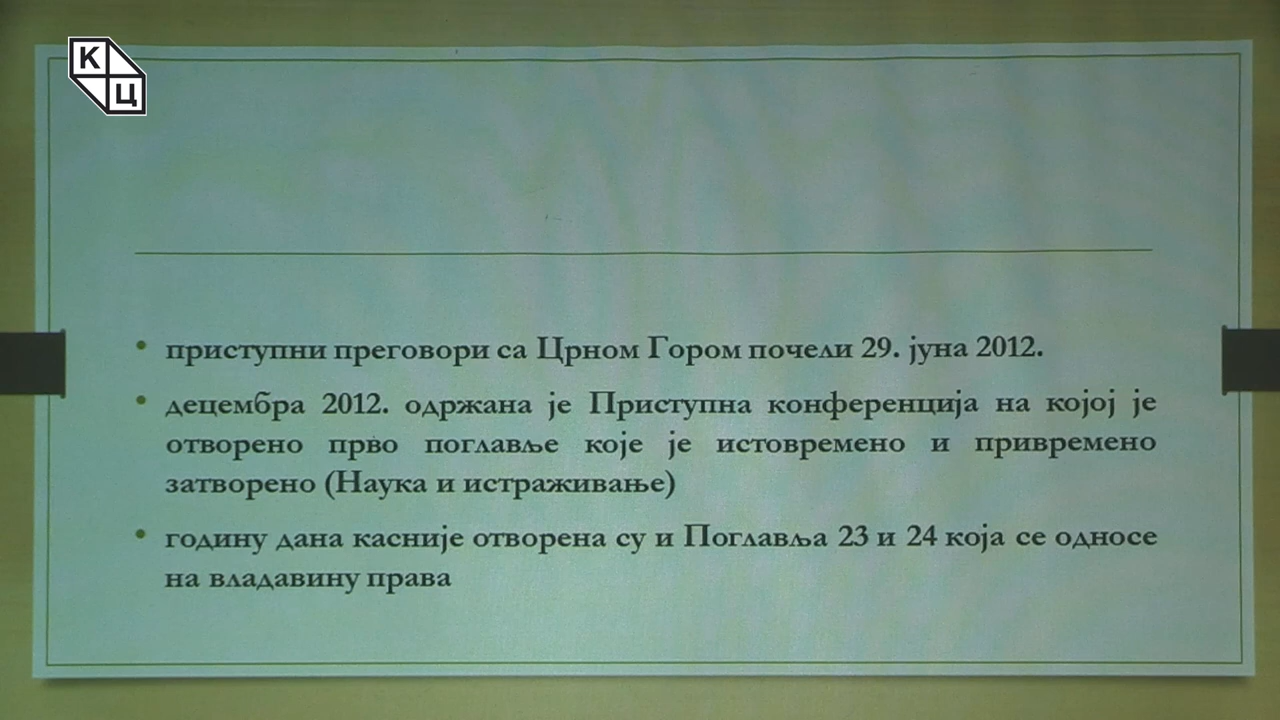 К
Ц
приступни преговори са Црном Гором почели 29. јуна 2012.
децембра 2012. одржана је Приступна конференција на којој је
отворено прво поглавље које је истовремено и привремено
затворено (Наука и истраживање)
годину дана касније отворена су и Поглавља 23 и 24 која се односе
на владавину права